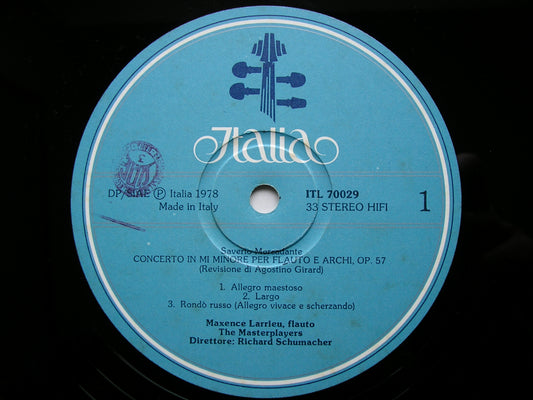 Italia
DP/SIAE Ⓟ Italia 1978
Made in Italy
ITL 70029
33 STEREO HIFI
1
Saverio Mercadante
CONCERTO IN MI MINORE PER FLAUTO E ARCHI, OP. 57
(Revisione di Agostino Girard)
1. Allegro maestoso
2. Largo
3. Rondò russo (Allegro vivace e scherzando)
Maxence Larrieu, flauto
The Masterplayers
Direttore: Richard Schumacher